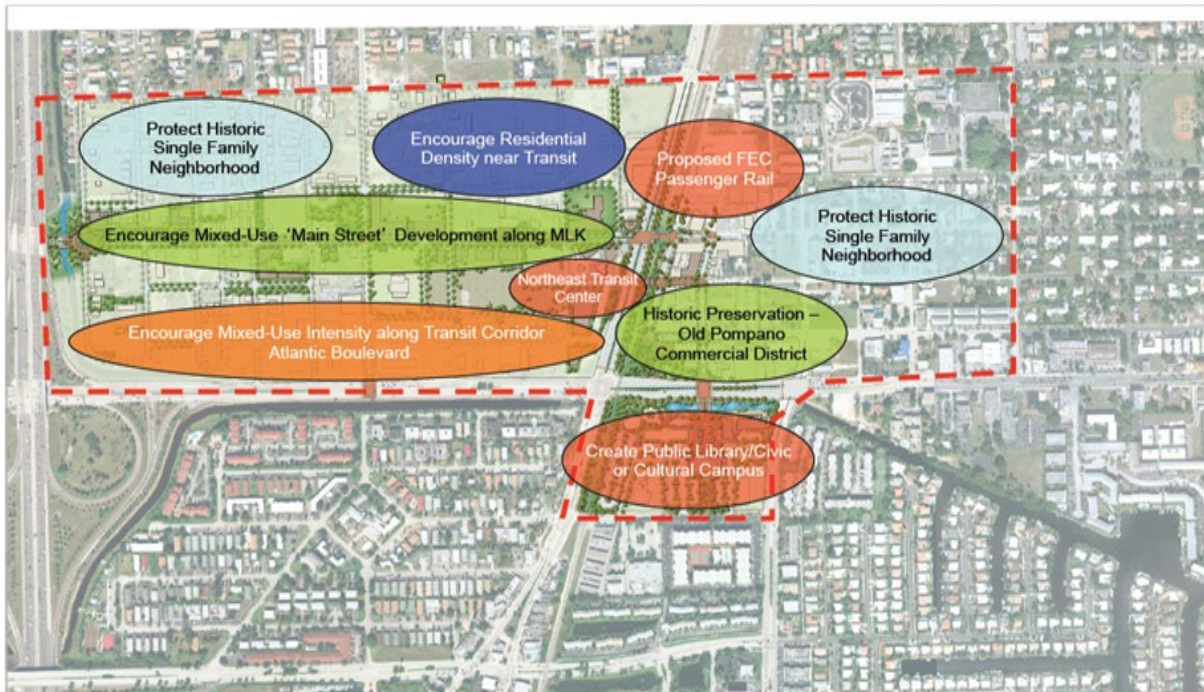 Protect Historic
Single Family
Neighborhood
Encourage Residential
Density near Transit
Proposed FEC
Passenger Rail
Protect Historic
Single Family
Neighborhood
Encourage Mixed-Use 'Main Street' Development along MLK
Northeast Transit
Center
Historic Preservation –
Old Pompano
Commercial District
Encourage Mixed-Use Intensity along Transit Corridor
Atlantic Boulevard
Create Public Library/Civic
or Cultural Campus